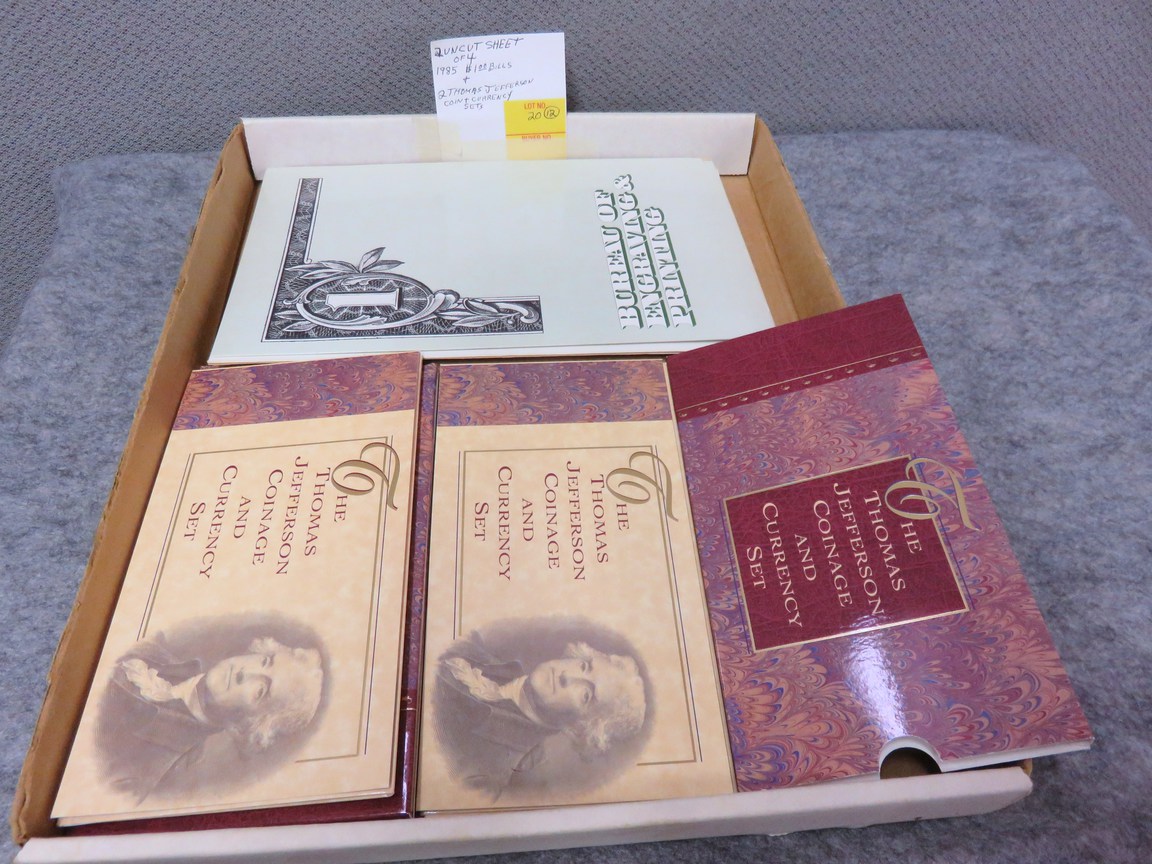 2 UNCUT SHEET
OF 4
1985 $1.00 BILLS
+
2 THOMAS JEFFERSON
COIN + CURRENCY
SETS
LOT NO.
20 12
BUREAU OF
ENGRAVING &
PRINTING
1
THE
THOMAS
JEFFERSON
COINAGE
AND
CURRENCY
SET
THE
THOMAS
JEFFERSON
COINAGE
AND
CURRENCY
SET
THE
THOMAS
JEFFERSON
COINAGE
AND
CURRENCY
SET